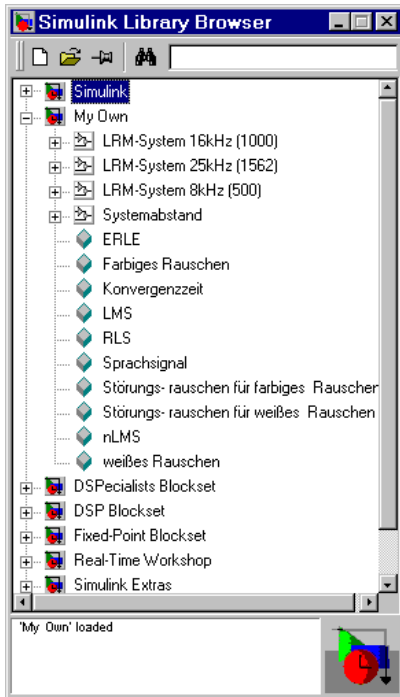 Simulink Library Browser
Simulink
My Own
LRM-System 16kHz (1000)
LRM-System 25kHz (1562)
LRM-System 8kHz (500)
Systemabstand
ERLE
Farbiges Rauschen
Konvergenzzeit
LMS
RLS
Sprachsignal
Störungs- rauschen für farbiges Rauschen
Störungs- rauschen für weißes Rauschen
nLMS
weißes Rauschen
DSPecialists Blockset
DSP Blockset
Fixed-Point Blockset
Real-Time Workshop
Simulink Extras
'My Own' loaded